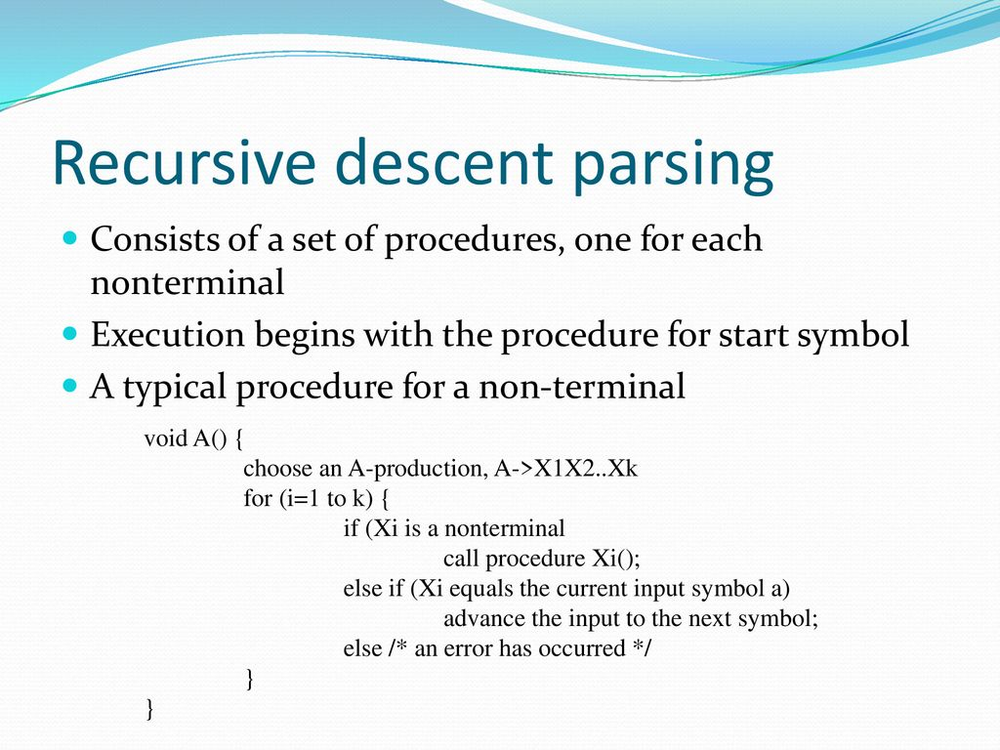 Recursive descent parsing
Consists of a set of procedures, one for each
nonterminal
Execution begins with the procedure for start symbol
A typical procedure for a non-terminal
void A() {
choose an A-production, A->X1X2..Xk
for (i=1 to k) {
if (Xi is a nonterminal
call procedure Xi();
else if (Xi equals the current input symbol a)
advance the input to the next symbol;
else /* an error has occurred */
}
}